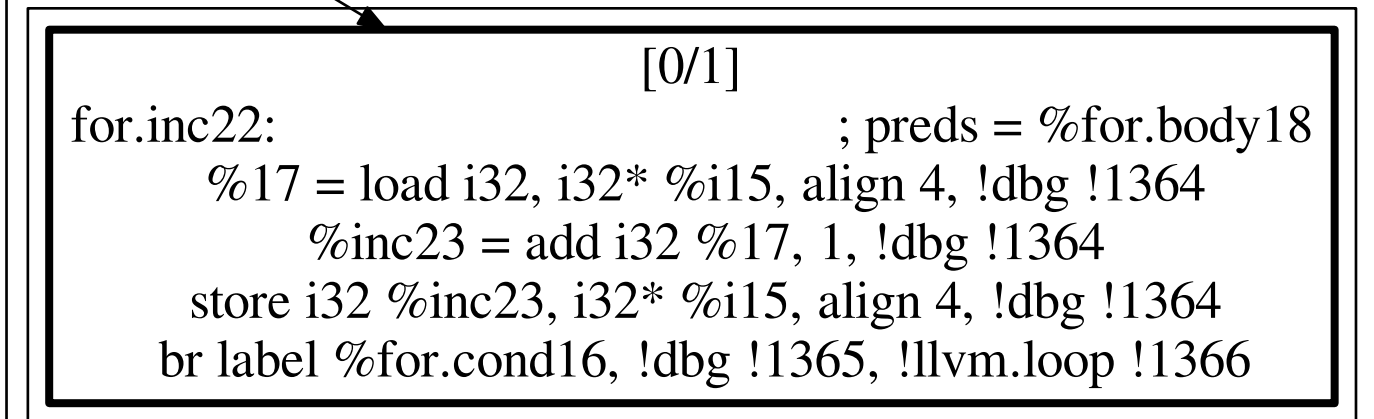 [0/1]
for.inc22: ; preds = %for.body18
%17 = load i32, i32* %i15, align 4, !dbg !1364
%inc23 = add i32 %17, 1, !dbg !1364
store i32 %inc23, i32* %i15, align 4, !dbg !1364
br label %for.cond16, !dbg !1365, !llvm.loop !1366